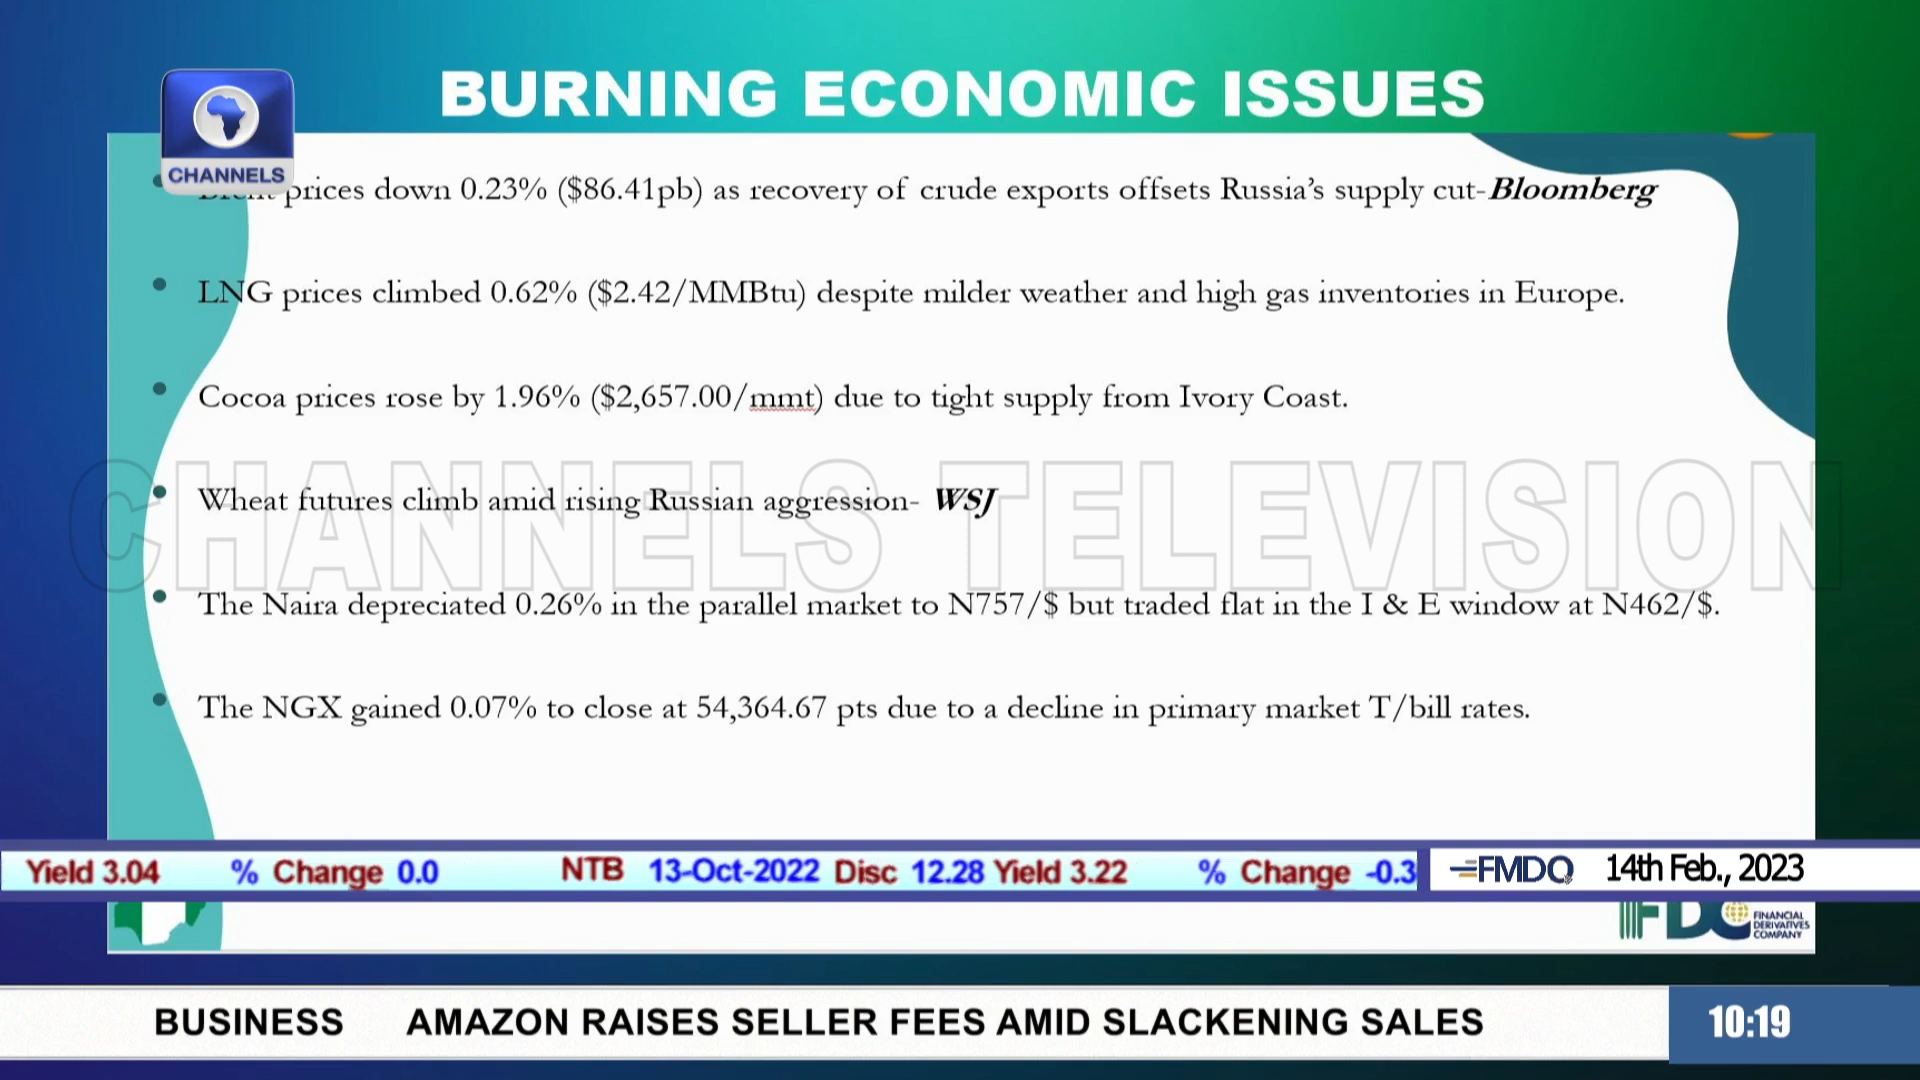 BURNING ECONOMIC ISSUES
CHANNELS
prices down 0.23% ($86.41pb) as recovery of crude exports offsets Russia’s supply cut-Bloomberg
• LNG prices climbed 0.62% ($2.42/MMBtu) despite milder weather and high gas inventories in Europe.
• Cocoa prices rose by 1.96% ($2,657.00/mmt) due to tight supply from Ivory Coast.
CHANNELS TELEVISION
• Wheat futures climb amid rising Russian aggression- WSJ
• The Naira depreciated 0.26% in the parallel market to N757/$ but traded flat in the I & E window at N462/$.
• The NGX gained 0.07% to close at 54,364.67 pts due to a decline in primary market T/bill rates.
Yield 3.04 % Change 0.0 NTB 13-Oct-2022 Disc 12.28 Yield 3.22 % Change -0.3 FMDQ 14th Feb., 2023
FDC FINANCIAL
DERIVATIVES
COMPANY
BUSINESS AMAZON RAISES SELLER FEES AMID SLACKENING SALES 10:19